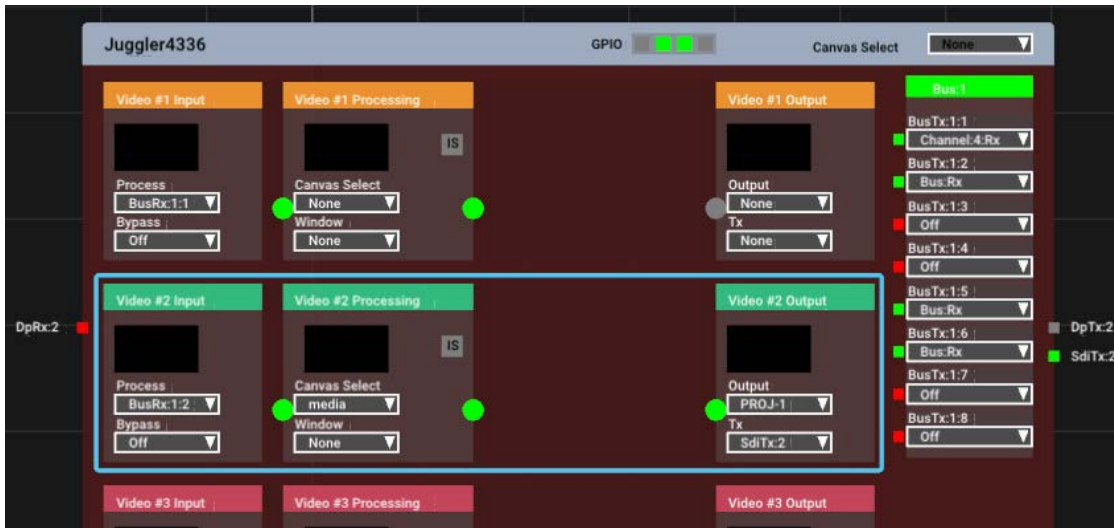 Juggler4336
GPIO
Canvas Select
None
Video #1 Input
Video #1 Processing
Video #1 Output
Bus:1
IS
BusTx:1:1
Channel:4:Rx
BusTx:1:2
Bus:Rx
Process
BusRx:1:1
Canvas Select
None
Output
None
BusTx:1:3
Off
Bypass
Off
Window
None
Tx
None
BusTx:1:4
Off
Video #2 Input
Video #2 Processing
Video #2 Output
BusTx:1:5
Bus:Rx
DpRx:2
IS
BusTx:1:6
Bus:Rx
DpTx:2
SdiTx:2
Process
BusRx:1:2
Canvas Select
media
Output
PROJ-1
BusTx:1:7
Off
Bypass
Off
Window
None
Tx
SdiTx:2
BusTx:1:8
Off
Video #3 Input
Video #3 Processing
Video #3 Output